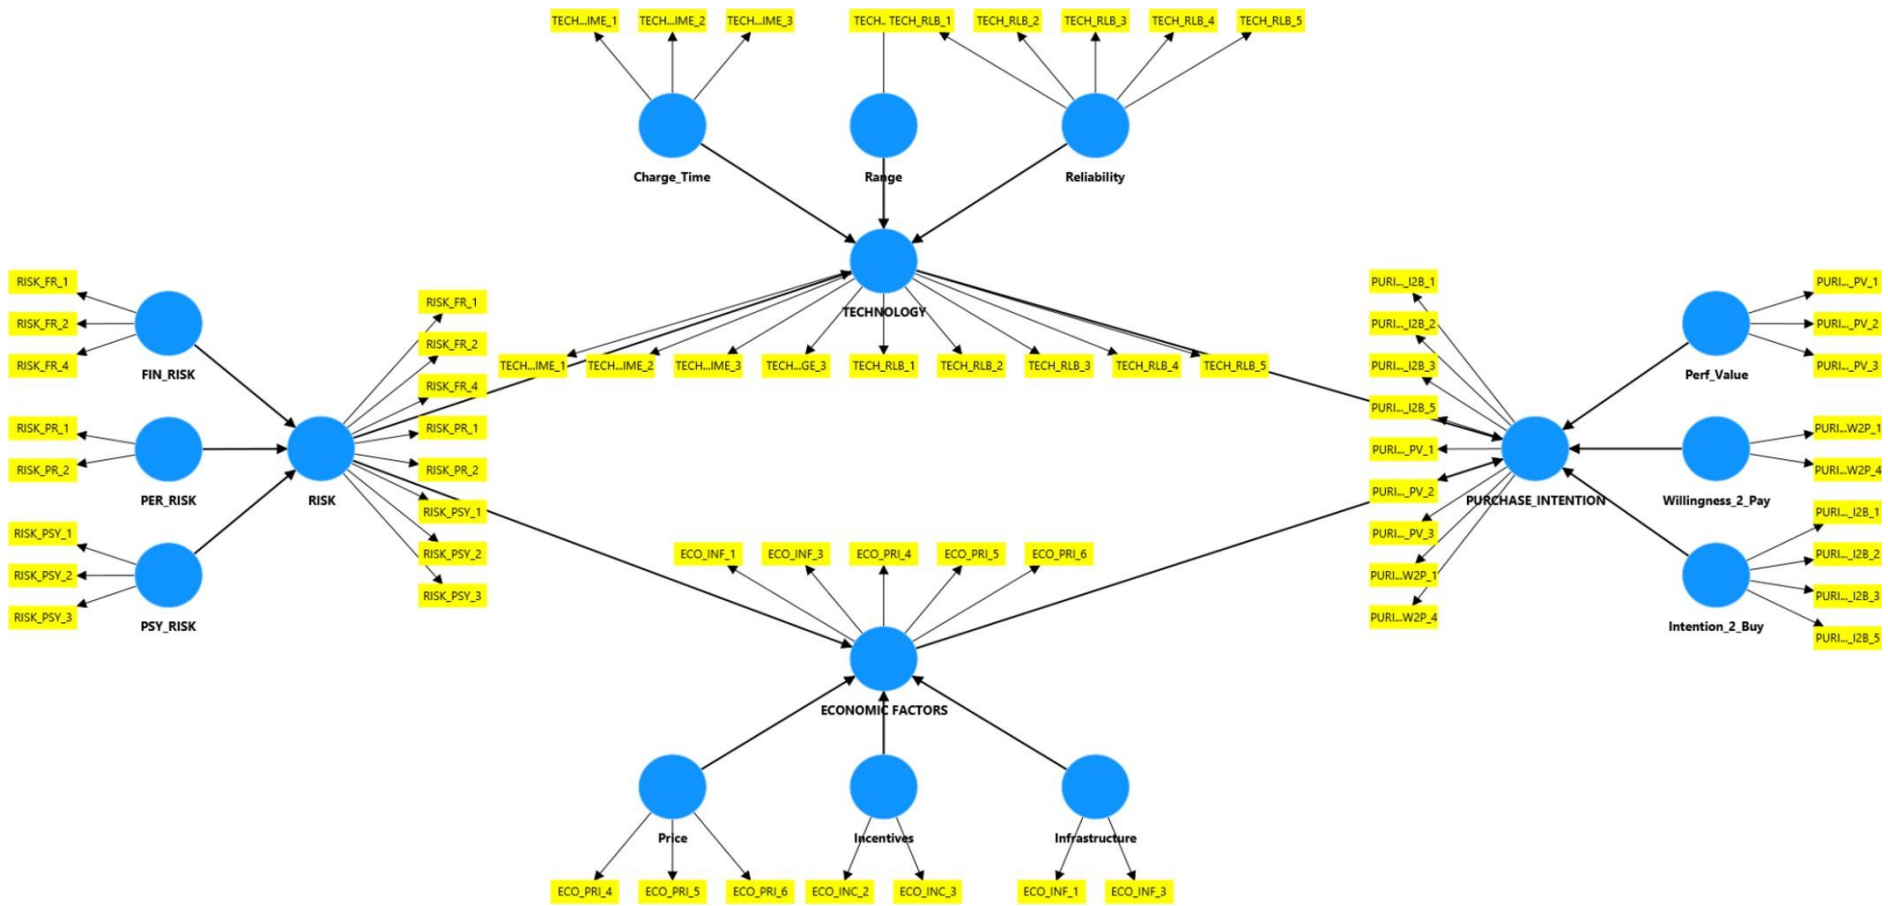 TECH...IME_1
TECH...IME_2
TECH...IME_3
TECH..
TECH_RLB_1
TECH_RLB_2
TECH_RLB_3
TECH_RLB_4
TECH_RLB_5
Charge_Time
Range
Reliability
TECHNOLOGY
TECH...IME_1
TECH...IME_2
TECH...IME_3
TECH...GE_3
TECH_RLB_1
TECH_RLB_2
TECH_RLB_3
TECH_RLB_4
TECH_RLB_5
RISK_FR_1
RISK_FR_2
RISK_FR_4
FIN_RISK
RISK_PR_1
RISK_PR_2
PER_RISK
RISK_PSY_1
RISK_PSY_2
RISK_PSY_3
PSY_RISK
RISK
RISK_FR_1
RISK_FR_2
RISK_FR_4
RISK_PR_1
RISK_PR_2
RISK_PSY_1
RISK_PSY_2
RISK_PSY_3
ECO_INF_1
ECO_INF_3
ECO_PRI_4
ECO_PRI_5
ECO_PRI_6
ECONOMIC FACTORS
Price
Incentives
Infrastructure
ECO_PRI_4
ECO_PRI_5
ECO_PRI_6
ECO_INC_2
ECO_INC_3
ECO_INF_1
ECO_INF_3
PURI..._I2B_1
PURI..._I2B_2
PURI..._I2B_3
PURI..._I2B_5
PURI..._PV_1
PURI..._PV_2
PURI..._PV_3
PURI...W2P_1
PURI...W2P_4
PURCHASE_INTENTION
Perf_Value
PURI..._PV_1
PURI..._PV_2
PURI..._PV_3
Willingness_2_Pay
PURI...W2P_1
PURI...W2P_4
Intention_2_Buy
PURI..._I2B_1
PURI..._I2B_2
PURI..._I2B_3
PURI..._I2B_5